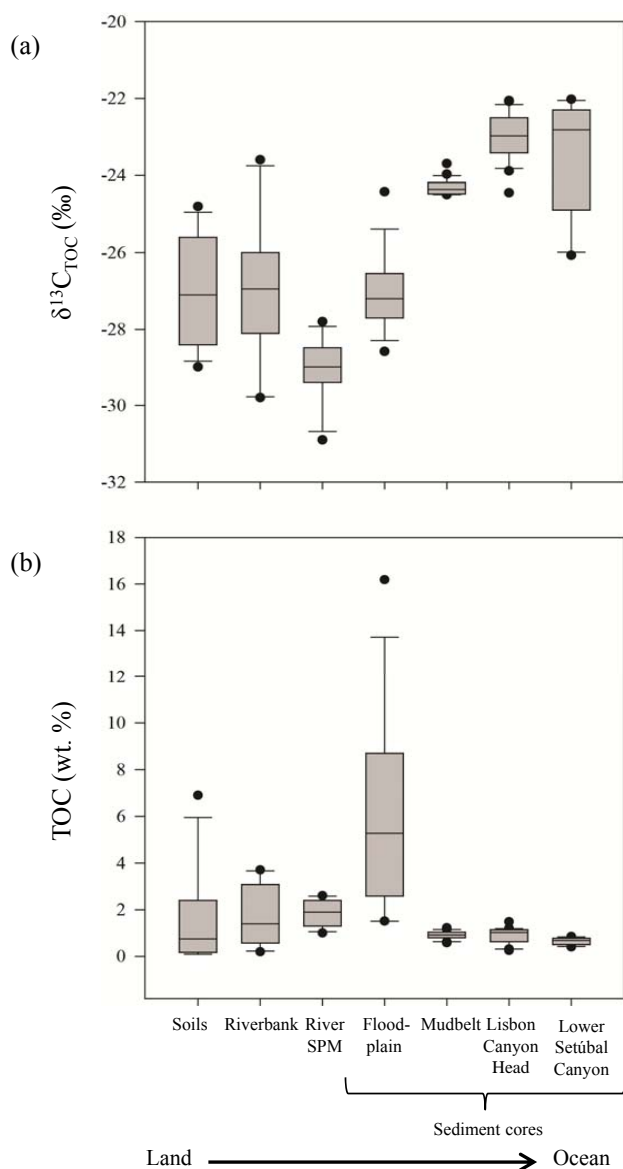 (a)
-20
-22
-24
-26
-28
-30
-32
δ¹³C_TOC (‰)
(b)
18
16
14
12
10
8
6
4
2
0
TOC (wt. %)
Soils
Riverbank
River
SPM
Flood-
plain
Mudbelt
Lisbon
Canyon
Head
Lower
Setúbal
Canyon
Sediment cores
Land
Ocean